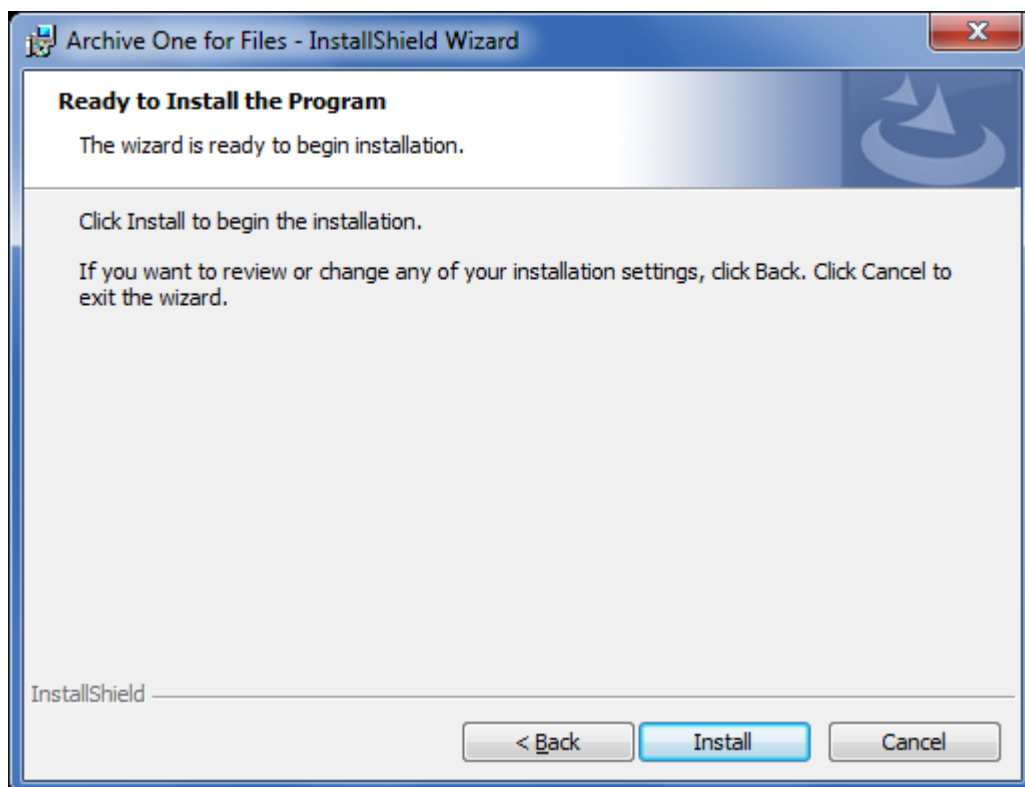 Archive One for Files - InstallShield Wizard
Ready to Install the Program
The wizard is ready to begin installation.
Click Install to begin the installation.
If you want to review or change any of your installation settings, click Back. Click Cancel to
exit the wizard.
InstallShield
< Back
Install
Cancel